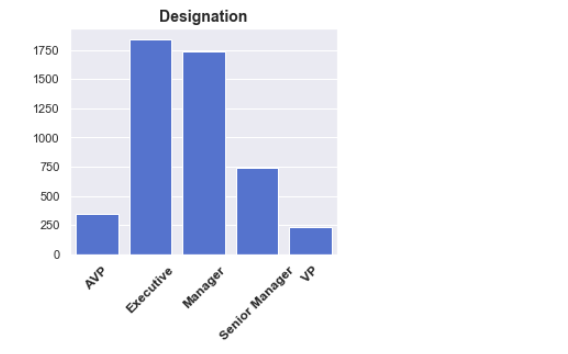 Designation
1750
1500
1250
1000
750
500
250
0
AVP
Executive
Manager
Senior Manager
VP